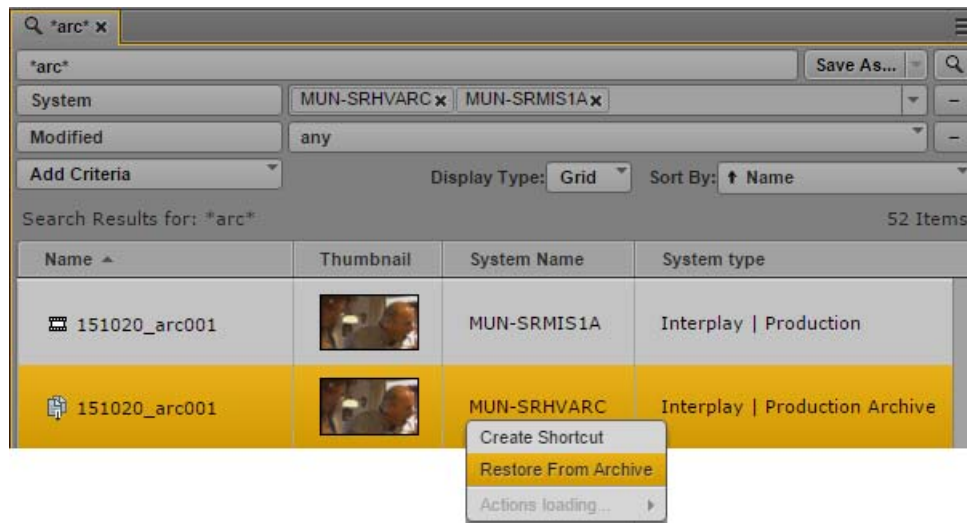 *arc* x
*arc* Save As...
System MUN-SRHVARC x MUN-SRMIS1A x
Modified any
Add Criteria Display Type: Grid Sort By: Name
Search Results for: *arc* 52 Items
Name Thumbnail System Name System type
151020_arc001 MUN-SRMIS1A Interplay | Production
151020_arc001 MUN-SRHVARC Interplay | Production Archive
Create Shortcut
Restore From Archive
Actions loading...